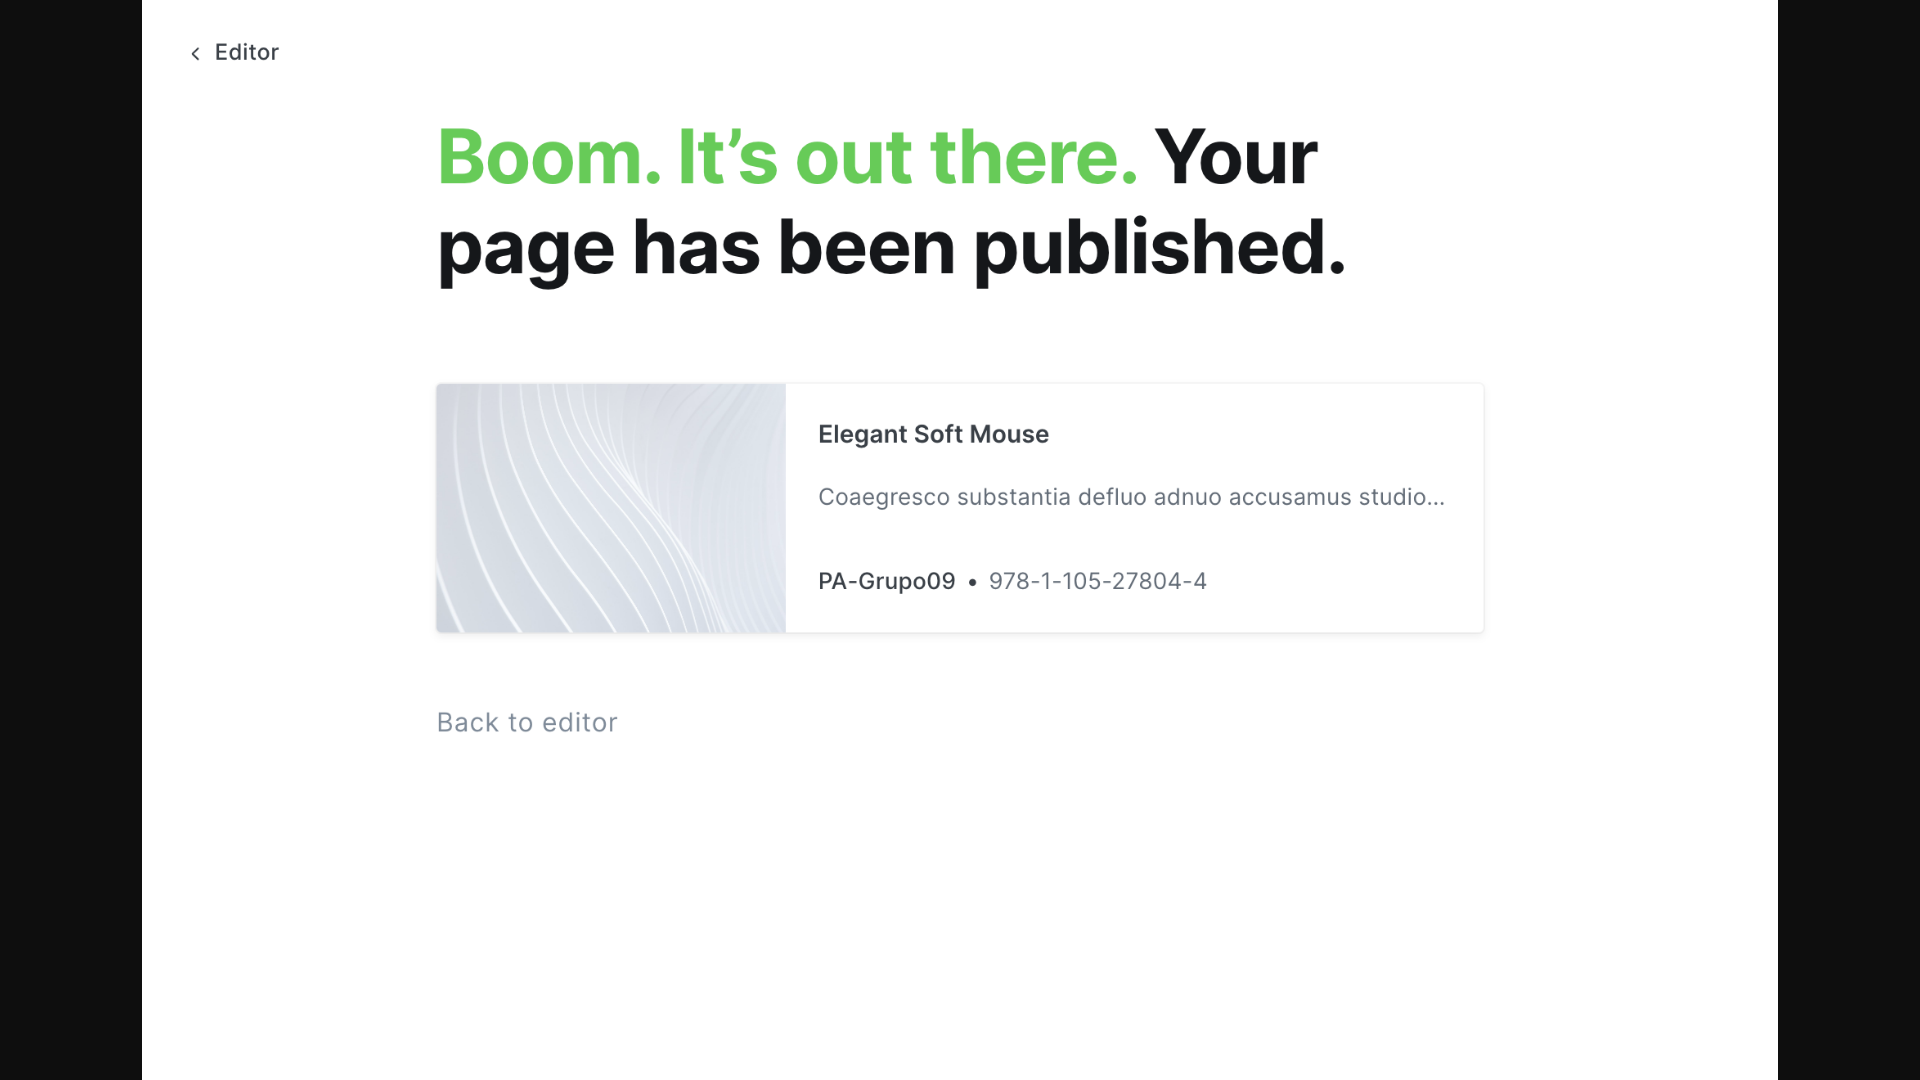 Editor
Boom. It’s out there. Your
page has been published.
Elegant Soft Mouse
Coaegresco substantia defluo adnuo accusamus studio...
PA-Grupo09 • 978-1-105-27804-4
Back to editor